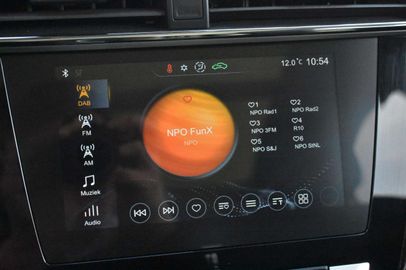 12.0°C 10:54
DAB
FM
AM
Muziek
Audio
NPO FunX
NPO
1
NPO Rad1
2
NPO Rad2
3
NPO 3FM
4
R10
5
NPO S&J
6
NPO SINL